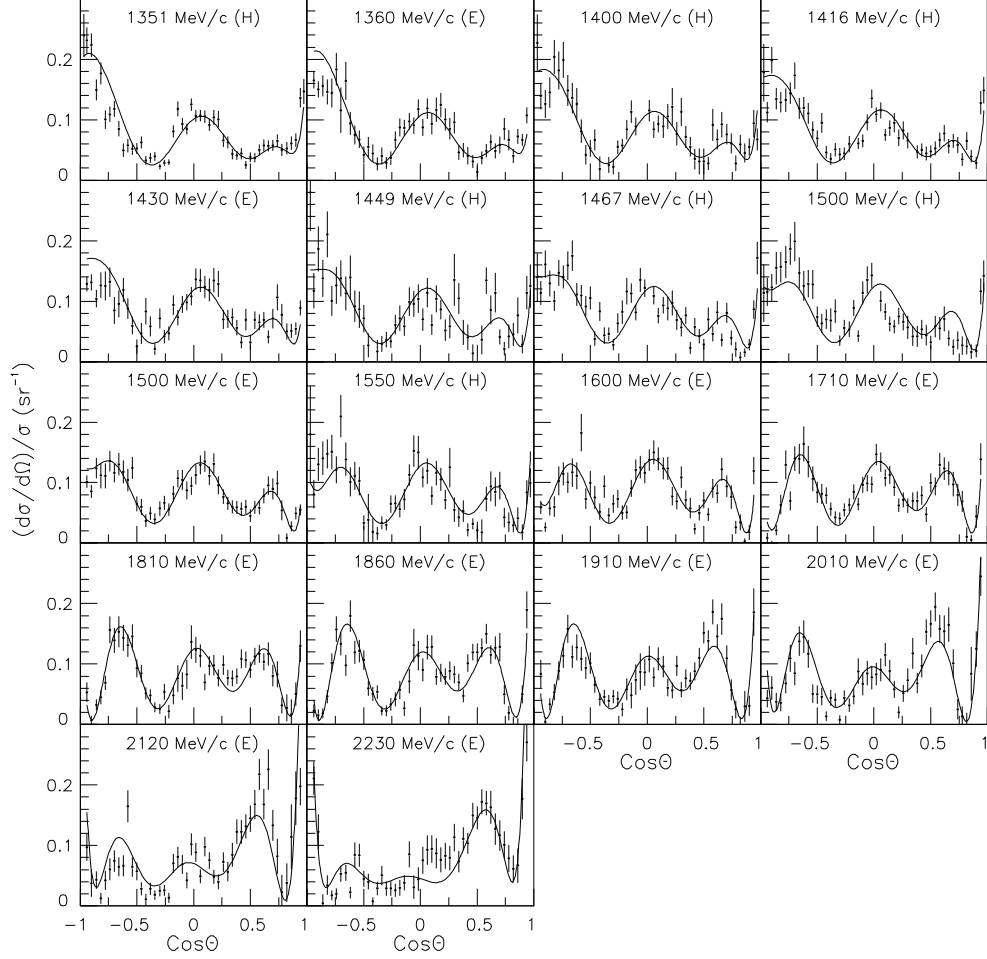 1351 MeV/c (H) 1360 MeV/c (E) 1400 MeV/c (H) 1416 MeV/c (H)
0.2
0.1
0
1430 MeV/c (E) 1449 MeV/c (H) 1467 MeV/c (H) 1500 MeV/c (H)
0.2
0.1
0
(dσ/dΩ)/σ (sr⁻¹)
1500 MeV/c (E) 1550 MeV/c (H) 1600 MeV/c (E) 1710 MeV/c (E)
0.2
0.1
0
1810 MeV/c (E) 1860 MeV/c (E) 1910 MeV/c (E) 2010 MeV/c (E)
0.2
0.1
0
−0.5 0 0.5 1 −0.5 0 0.5 1
CosΘ CosΘ
2120 MeV/c (E) 2230 MeV/c (E)
0.2
0.1
0
−1 −0.5 0 0.5 1 −0.5 0 0.5 1
CosΘ CosΘ